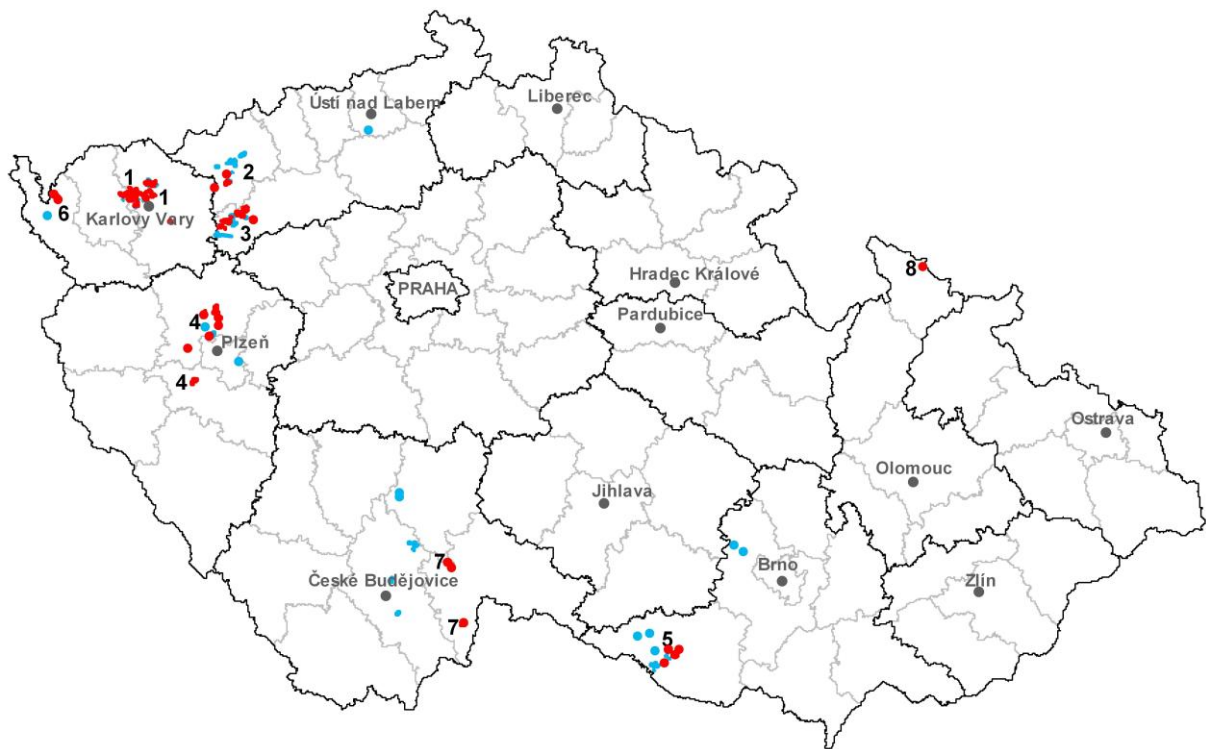 Liberec
Ústí nad Labem
2
1
1
6
Karlovy Vary
3
8
Hradec Králové
PRAHA
Pardubice
4
Plzeň
4
Ostrava
Olomouc
Jihlava
7
Brno
České Budějovice
Zlín
7
5